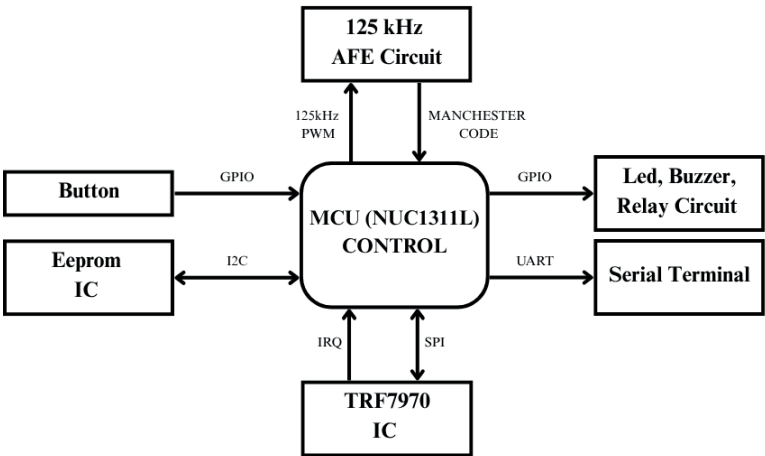 125 kHz
AFE Circuit
125kHz
PWM
MANCHESTER
CODE
Button
GPIO
MCU (NUC1311L)
CONTROL
GPIO
Led, Buzzer,
Relay Circuit
Eeprom
IC
I2C
UART
Serial Terminal
IRQ
SPI
TRF7970
IC